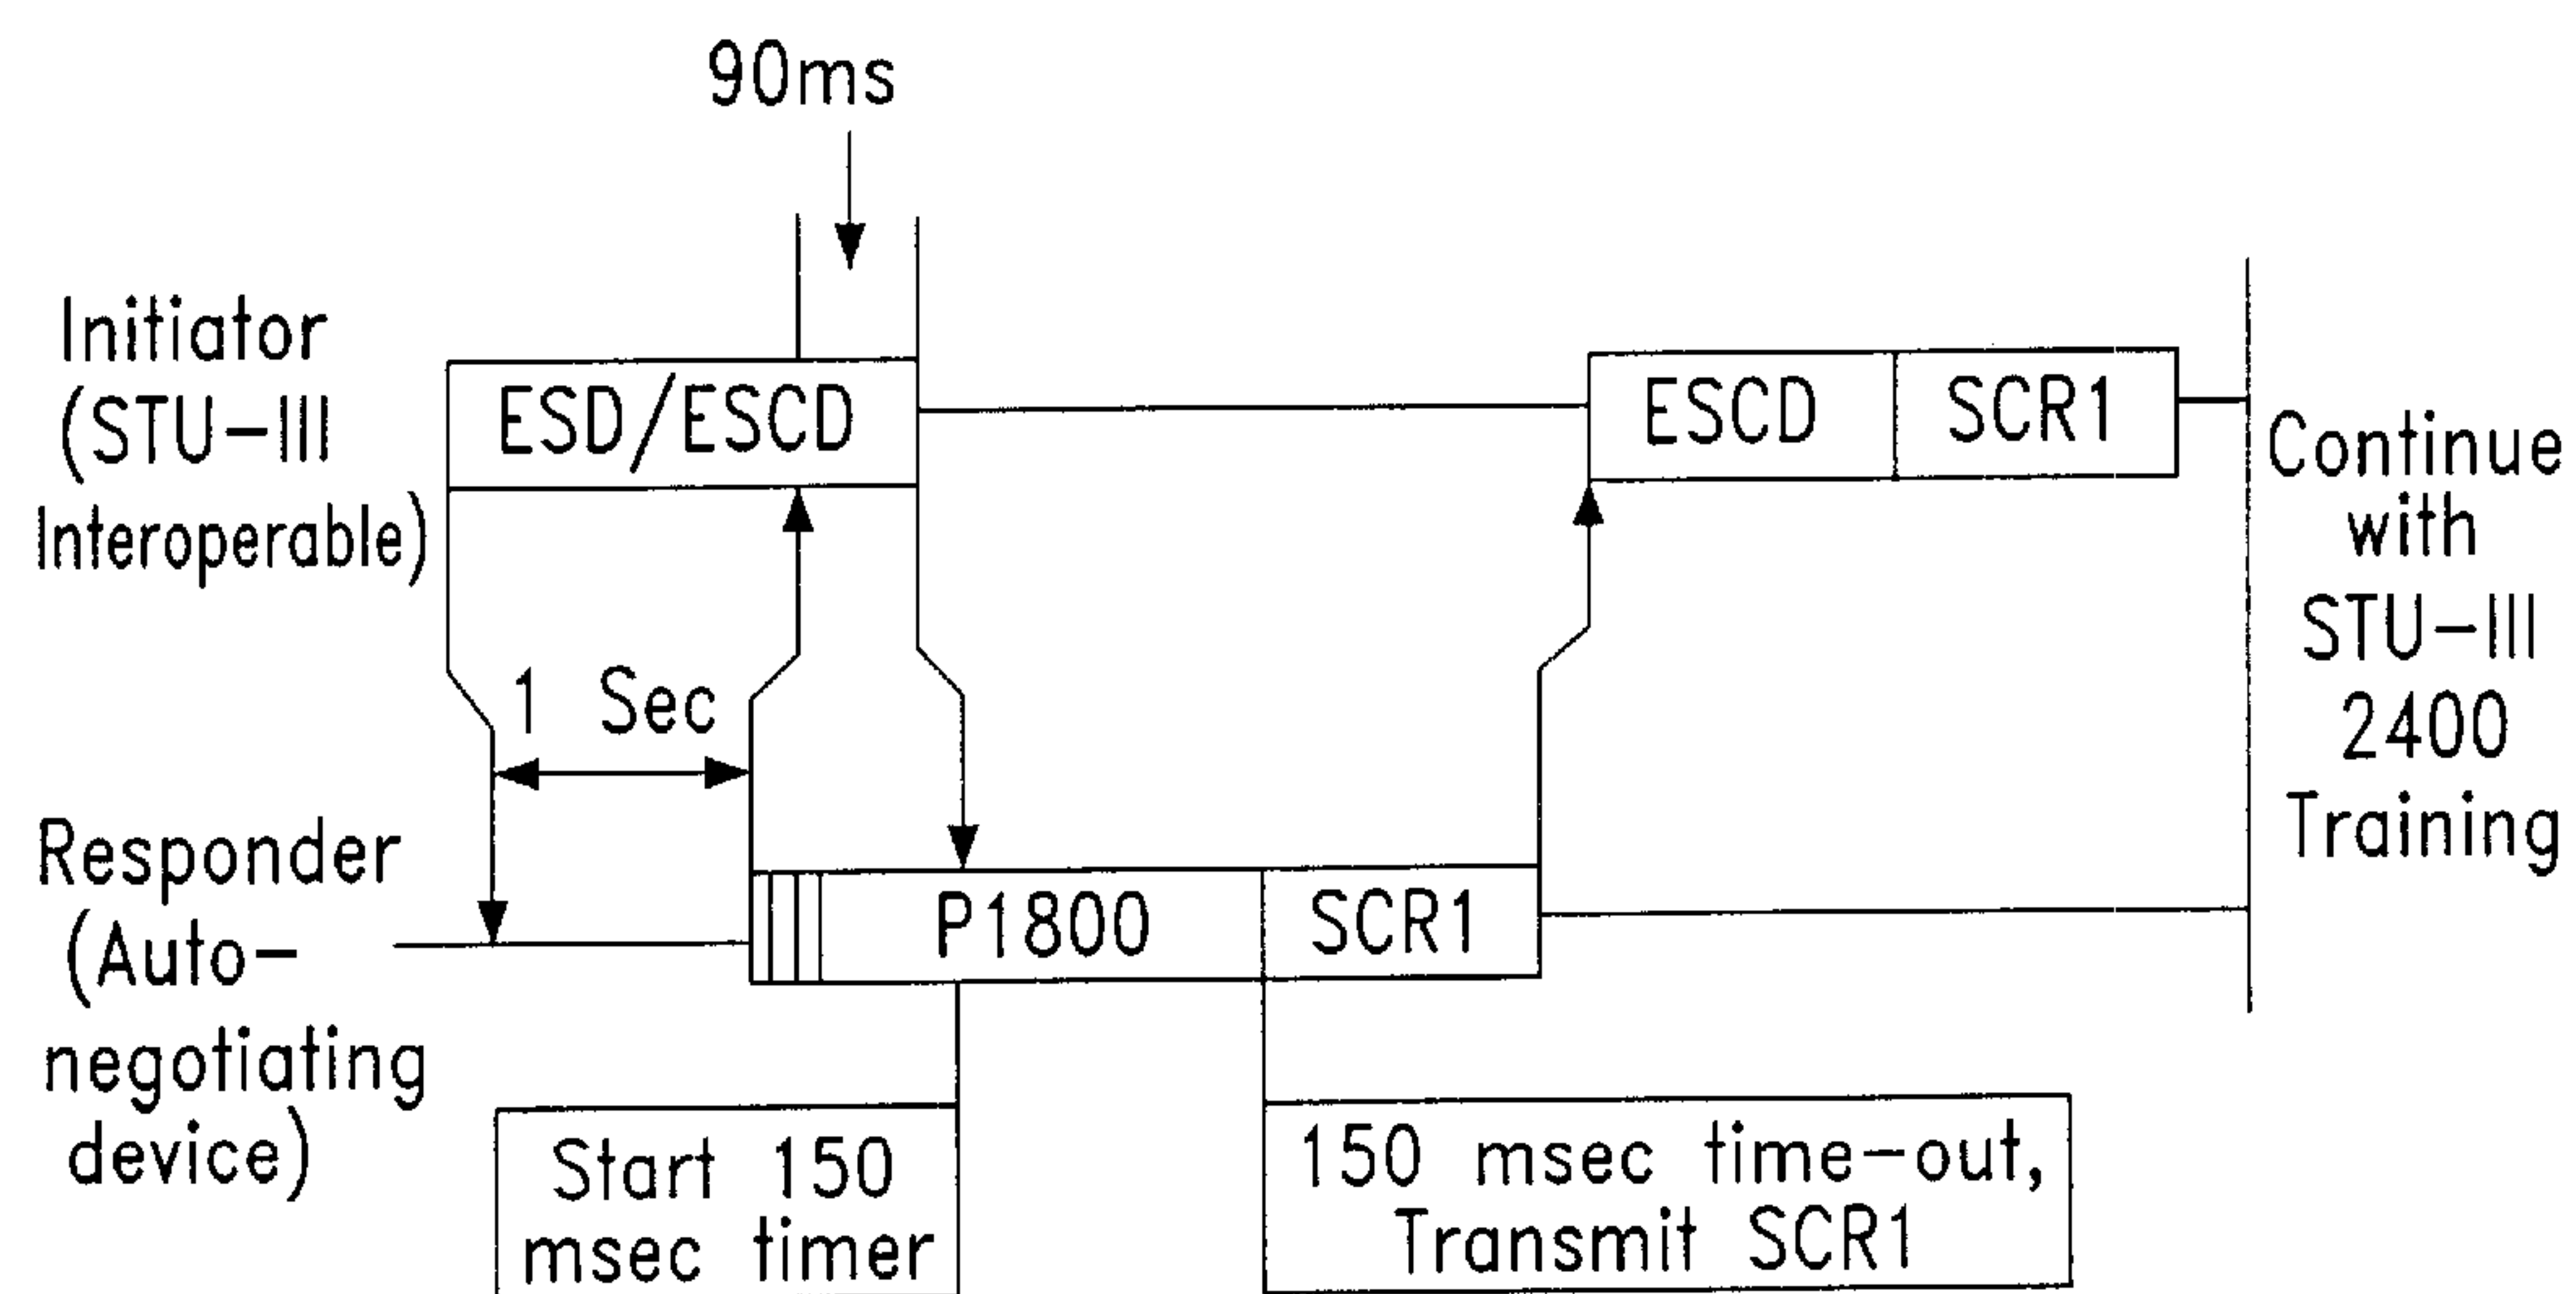 90ms
Initiator
(STU-III
Interoperable)
ESD/ESCD
ESCD
SCR1
Continue
with
STU-III
2400
Training
1 Sec
Responder
(Auto-
negotiating
device)
P1800
SCR1
Start 150
msec timer
150 msec time-out,
Transmit SCR1